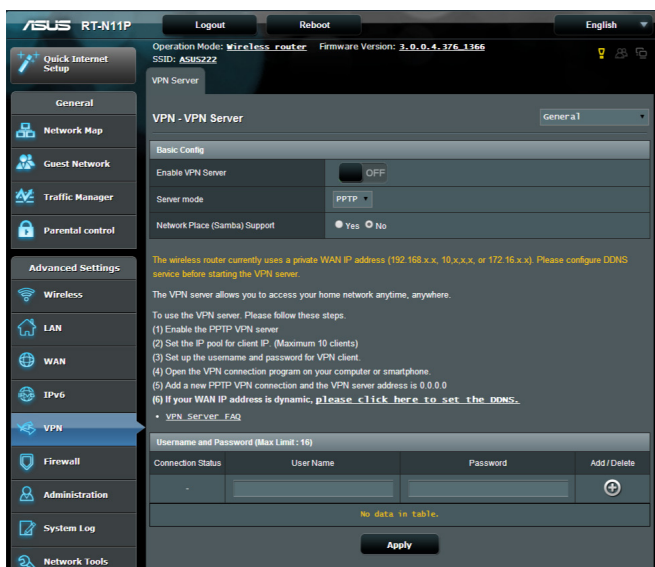 ASUS RT-N11P Logout Reboot English
Quick Internet Setup
Operation Mode: Wireless router Firmware Version: 3.0.0.4.376_1366
SSID: ASUS222
VPN Server
General
Network Map
Guest Network
Traffic Manager
Parental control
Advanced Settings
Wireless
LAN
WAN
IPv6
VPN
Firewall
Administration
System Log
Network Tools
VPN - VPN Server General
Basic Config
Enable VPN Server OFF
Server mode PPTP
Network Place (Samba) Support Yes No
The wireless router currently uses a private WAN IP address (192.168.x.x, 10,x,x,x, or 172.16.x.x). Please configure DDNS
service before starting the VPN server.
The VPN server allows you to access your home network anytime, anywhere.
To use the VPN server. Please follow these steps.
(1) Enable the PPTP VPN server
(2) Set the IP pool for client IP. (Maximum 10 clients)
(3) Set up the username and password for VPN client.
(4) Open the VPN connection program on your computer or smartphone.
(5) Add a new PPTP VPN connection and the VPN server address is 0.0.0.0
(6) If your WAN IP address is dynamic, please click here to set the DDNS.
• VPN Server FAQ
Username and Password (Max Limit : 16)
Connection Status User Name Password Add / Delete
-
No data in table.
Apply